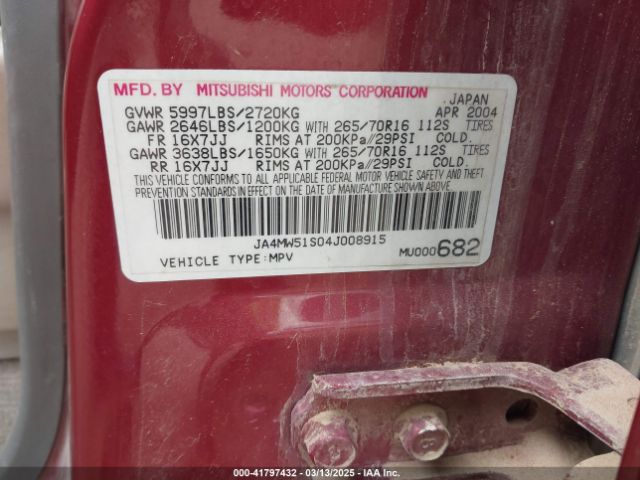 MFD. BY MITSUBISHI MOTORS CORPORATION
JAPAN
GVWR 5997LBS/2720KG APR 2004
GAWR 2646LBS/1200KG WITH 265/70R16 112S TIRES
FR 16X7JJ RIMS AT 200KPa/29PSI COLD.
GAWR 3638LBS/1650KG WITH 265/70R16 112S TIRES
RR 16X7JJ RIMS AT 200KPa/29PSI COLD.
THIS VEHICLE CONFORMS TO ALL APPLICABLE FEDERAL MOTOR VEHICLE SAFETY AND THEFT
PREVENTION STANDARDS IN EFFECT ON THE DATE OF MANUFACTURE SHOWN ABOVE.
JA4MW51S04J008915
VEHICLE TYPE:MPV MU000682
00-41797432 — 03/13/2025 — IAA Inc.